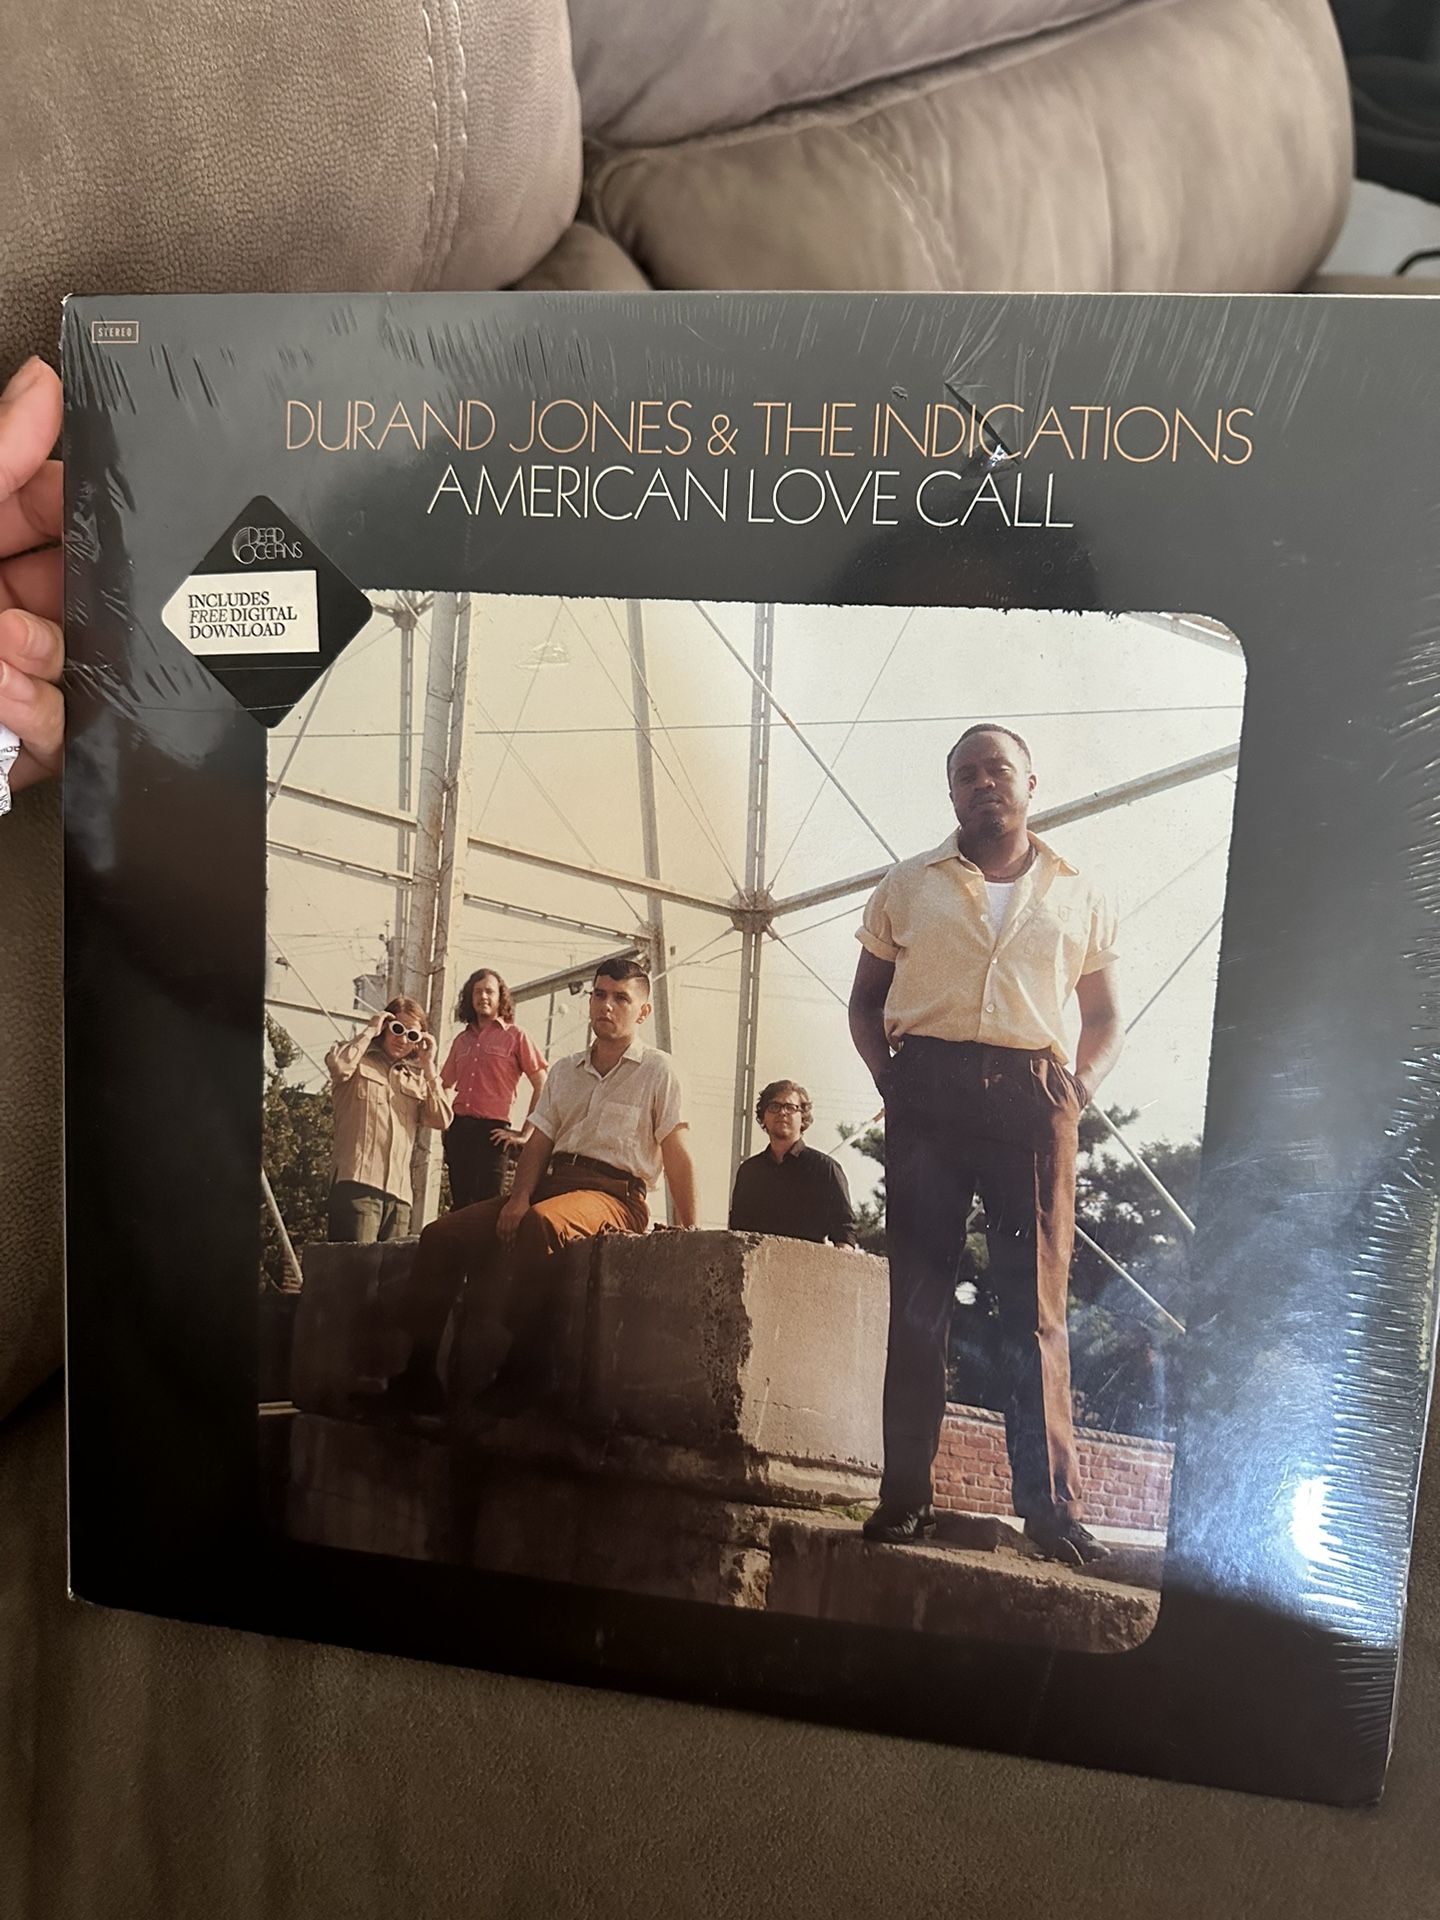 STEREO
DURAND JONES & THE INDICATIONS
AMERICAN LOVE CALL
DEAD
OCEANS
INCLUDES
FREE DIGITAL
DOWNLOAD